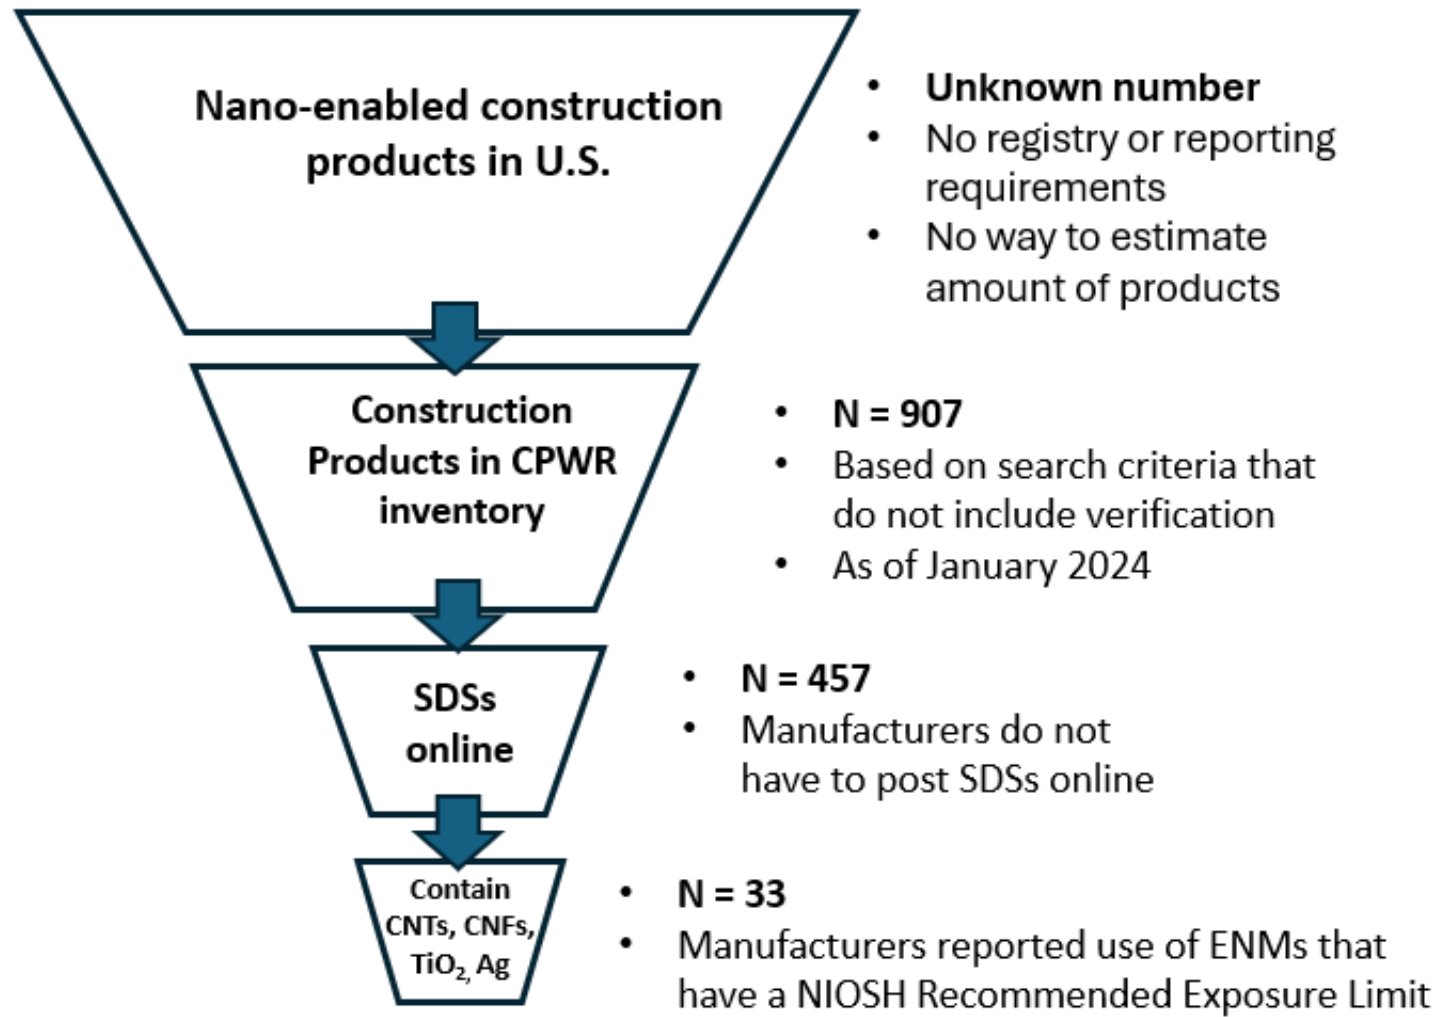 Nano-enabled construction
products in U.S.
• Unknown number
• No registry or reporting
requirements
• No way to estimate
amount of products
Construction
Products in CPWR
inventory
• N = 907
• Based on search criteria that
do not include verification
• As of January 2024
SDSs
online
• N = 457
• Manufacturers do not
have to post SDSs online
Contain
CNTs, CNFs,
TiO₂, Ag
• N = 33
• Manufacturers reported use of ENMs that
have a NIOSH Recommended Exposure Limit